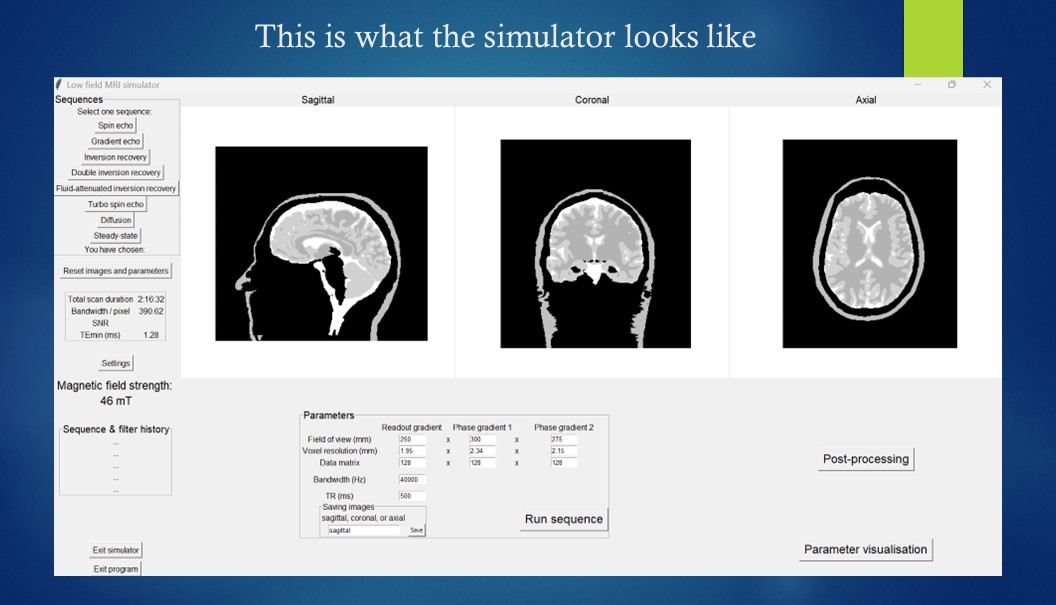 This is what the simulator looks like
Low field MRI simulator
Sequences
Select one sequence:
Spin echo
Gradient echo
Inversion recovery
Double inversion recovery
Fluid-attenuated inversion recovery
Turbo spin echo
Diffusion
Steady-state
You have chosen:
Reset images and parameters
Total scan duration 2:16:32
Bandwidth / pixel 390.62
SNR
TEmin (ms) 1.28
Settings
Magnetic field strength:
46 mT
Sequence & filter history
...
...
...
...
...
Exit simulator
Exit program
Sagittal Coronal Axial
Parameters
Readout gradient Phase gradient 1 Phase gradient 2
Field of view (mm) 250 x 300 x 275
Voxel resolution (mm) 1.95 x 2.34 x 2.15
Data matrix 128 x 128 x 128
Bandwidth (Hz) 40000
TR (ms) 500
Saving images
sagittal, coronal, or axial
sagittal Save
Run sequence
Post-processing
Parameter visualisation